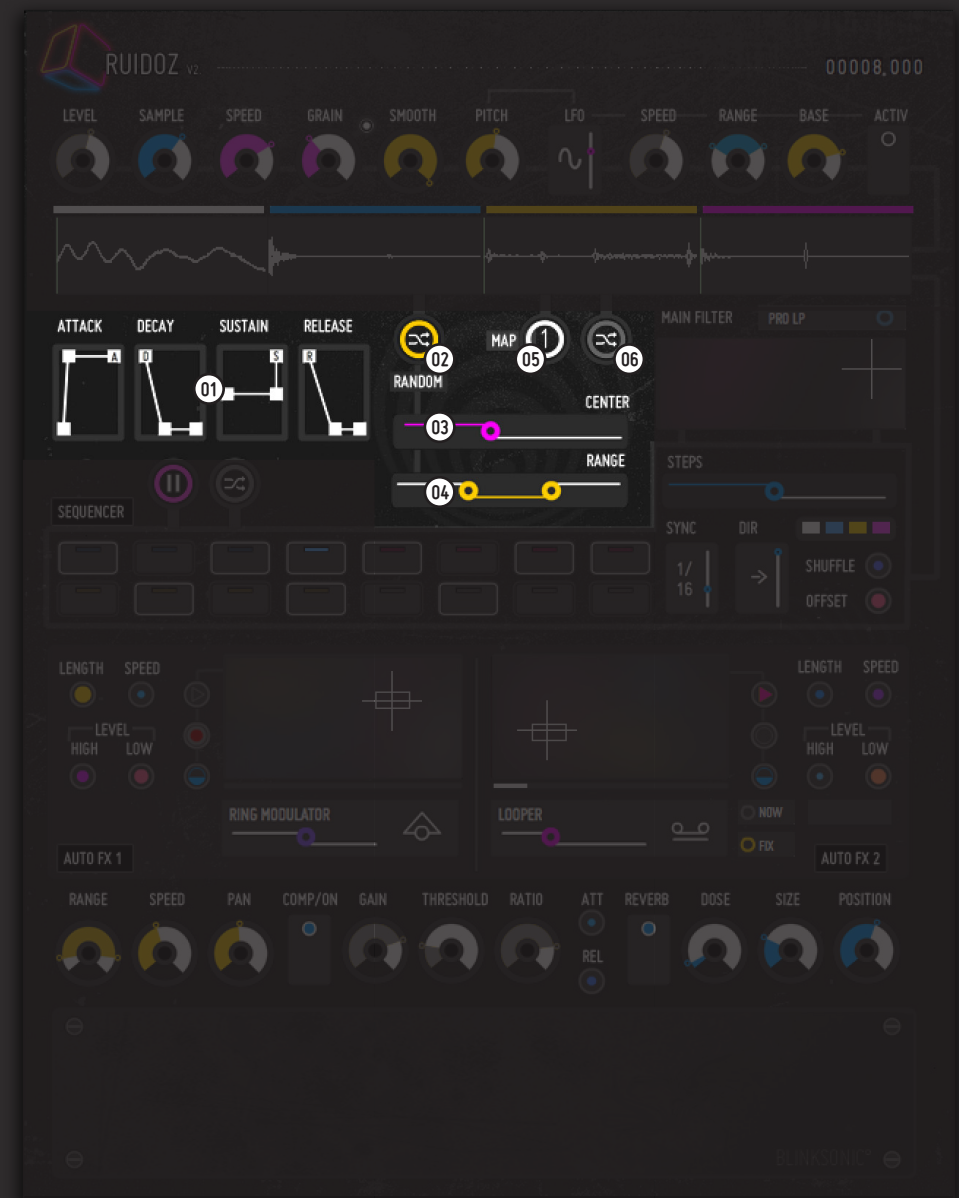 RUIDOZ V2
00008.000
LEVEL SAMPLE SPEED GRAIN SMOOTH PITCH LFO SPEED RANGE BASE ACTIV
ATTACK DECAY SUSTAIN RELEASE
MAP 1
MAIN FILTER PRO LP
A D S R
02 05 06
RANDOM
01
CENTER
03
RANGE
04
STEPS
SEQUENCER
SYNC DIR
1/
16
SHUFFLE
OFFSET
LENGTH SPEED
LENGTH SPEED
LEVEL
HIGH LOW
LEVEL
HIGH LOW
RING MODULATOR
LOOPER
NOW
FIX
AUTO FX 1
AUTO FX 2
RANGE SPEED PAN COMP/ON GAIN THRESHOLD RATIO ATT REVERB DOSE SIZE POSITION
REL
BLINKSONIC®